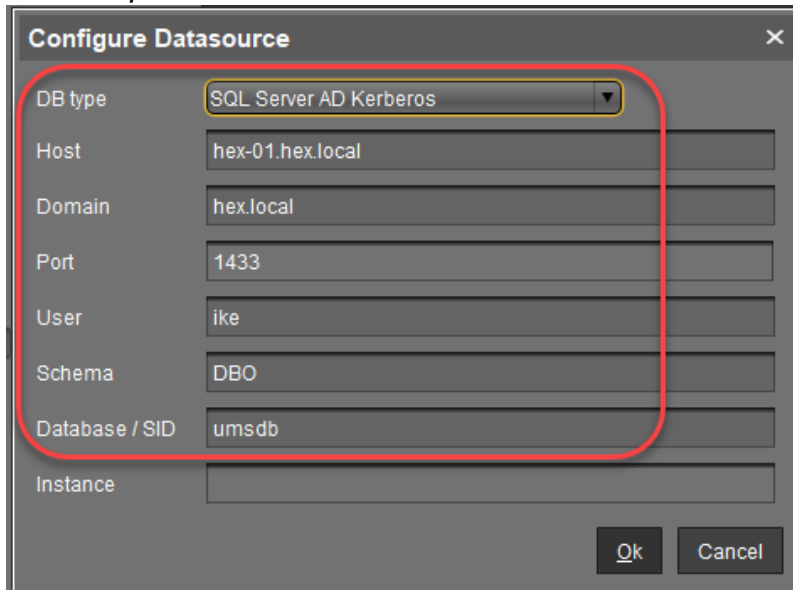 Configure Datasource ×
DB type SQL Server AD Kerberos
Host hex-01.hex.local
Domain hex.local
Port 1433
User ike
Schema DBO
Database / SID umsdb
Instance
Ok Cancel